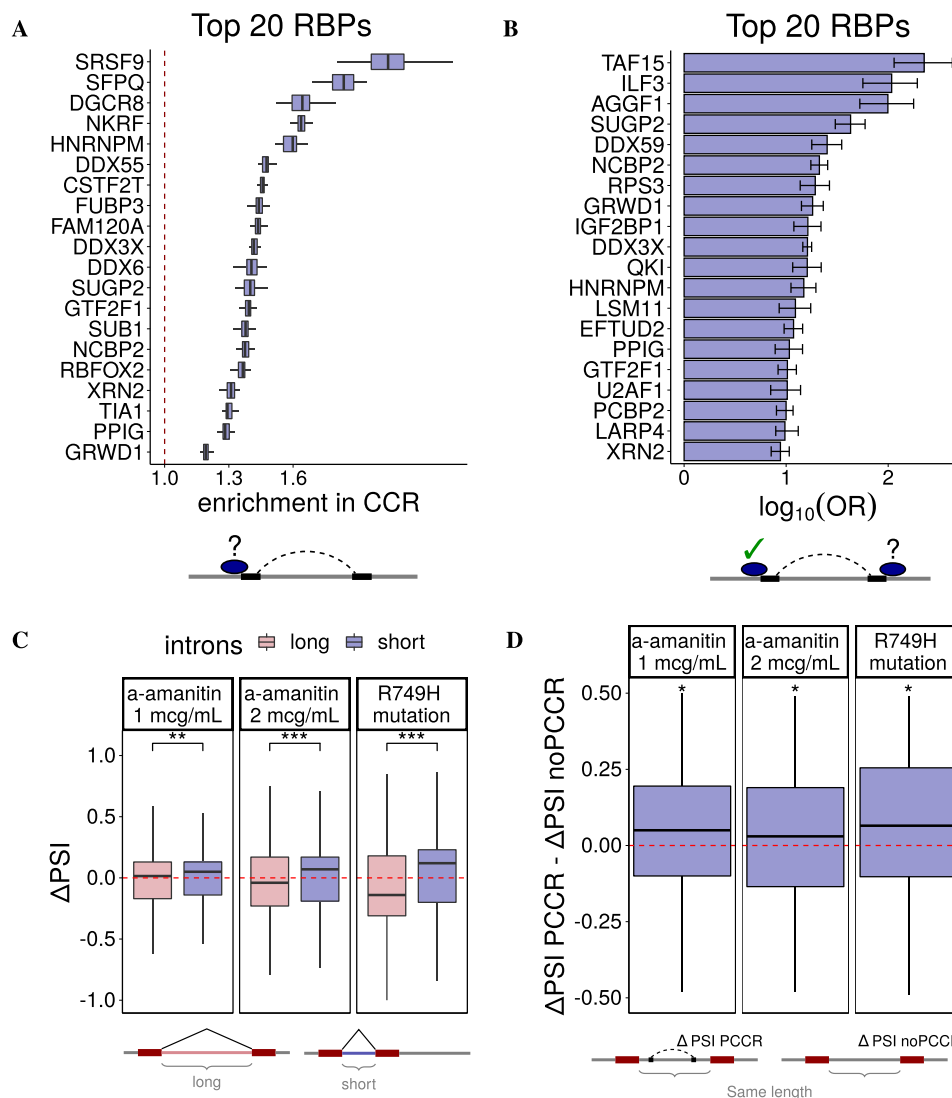 A
Top 20 RBPs
SRSF9
SFPQ
DGCR8
NKRF
HNRNPM
DDX55
CSTF2T
FUBP3
FAM120A
DDX3X
DDX6
SUGP2
GTF2F1
SUB1
NCBP2
RBFOX2
XRN2
TIA1
PPIG
GRWD1
1.0 1.3 1.6
enrichment in CCR
?
B
Top 20 RBPs
TAF15
ILF3
AGGF1
SUGP2
DDX59
NCBP2
RPS3
GRWD1
IGF2BP1
DDX3X
QKI
HNRNPM
LSM11
EFTUD2
PPIG
GTF2F1
U2AF1
PCBP2
LARP4
XRN2
0 1 2
log₁₀(OR)
✓ ?
C
introns long short
a-amanitin 1 mcg/mL
a-amanitin 2 mcg/mL
R749H mutation
** *** ***
1.0
0.5
0.0
-0.5
-1.0
ΔPSI
long short
D
a-amanitin 1 mcg/mL
a-amanitin 2 mcg/mL
R749H mutation
* * *
0.50
0.25
0.00
-0.25
-0.50
ΔPSI PCCR - ΔPSI noPCCR
Δ PSI PCCR Δ PSI noPCC
Same length